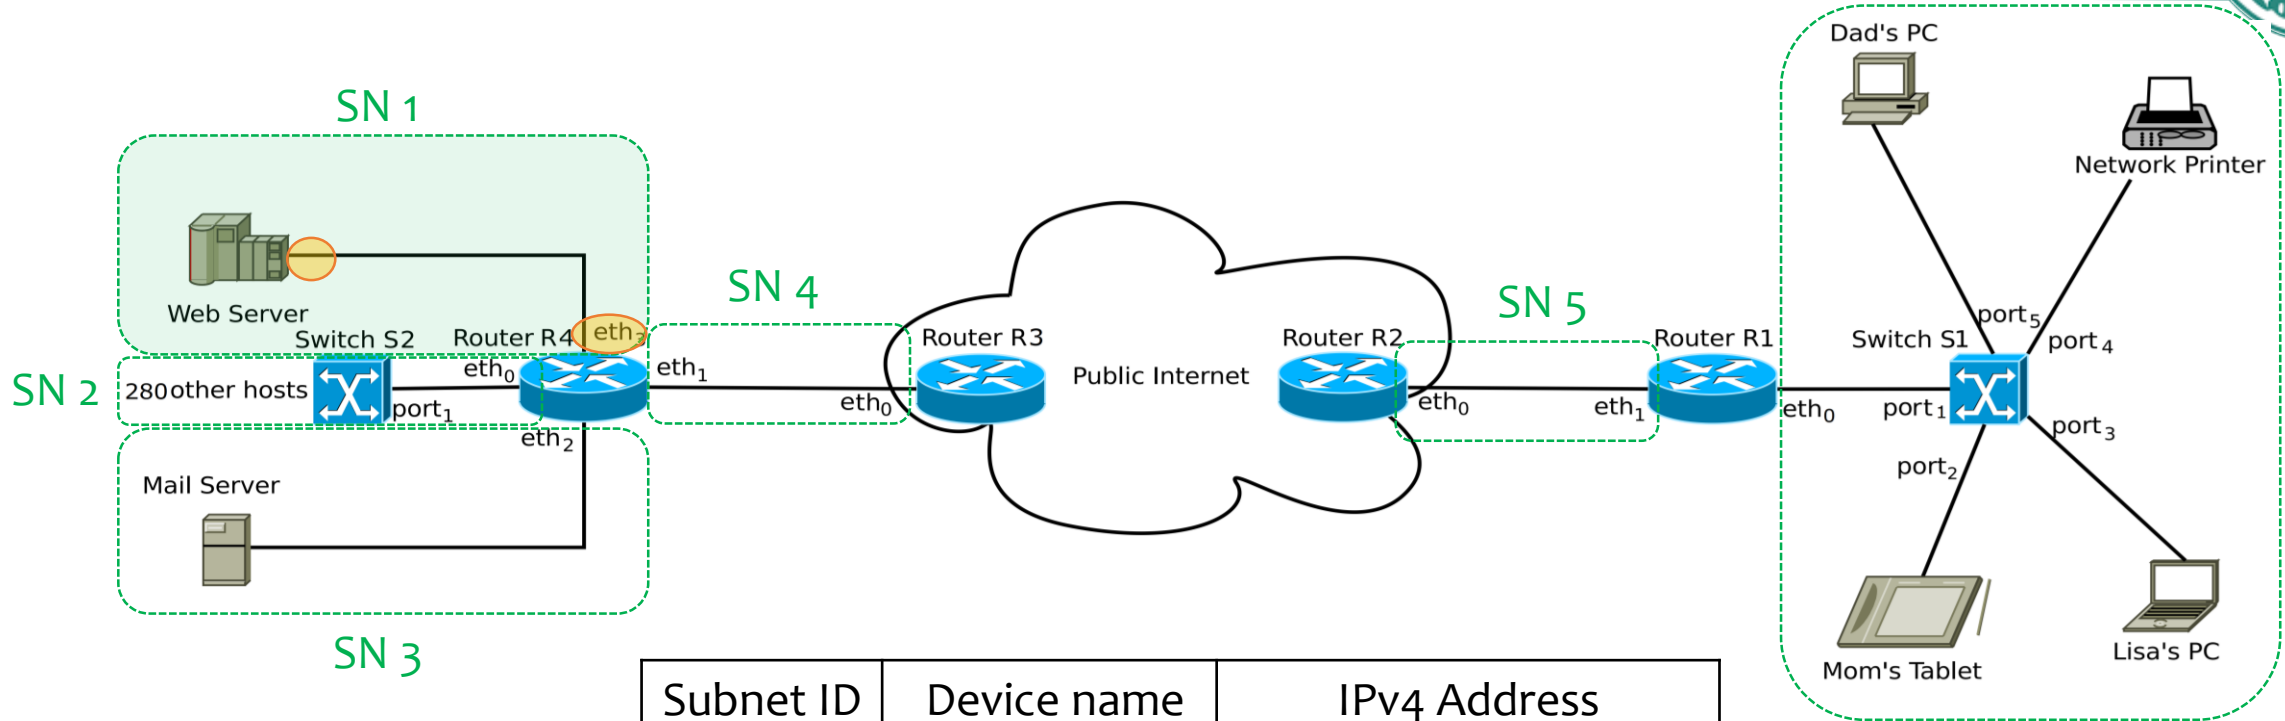 SN 1
Web Server
Switch S2
Router R4
SN 2
280 other hosts
port1
eth0
eth1
eth2
Mail Server
SN 3
SN 4
eth0
Router R3
Public Internet
Router R2
eth0
SN 5
eth1
Router R1
eth0
Switch S1
port1
port2
port3
port4
port5
Dad's PC
Network Printer
Mom's Tablet
Lisa's PC
Subnet ID
Device name
IPv4 Address